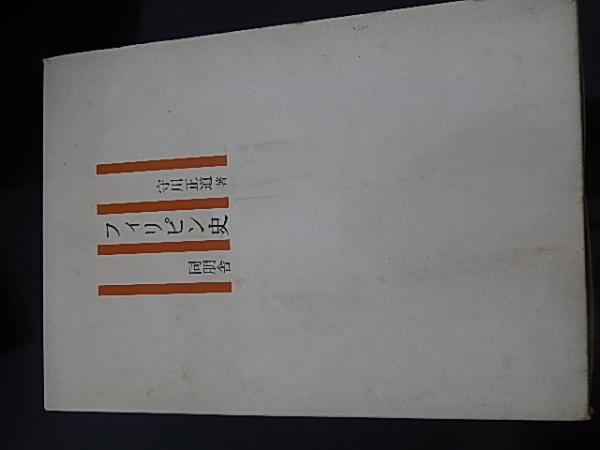 守川正道 著
フィリピン史
同朋舎